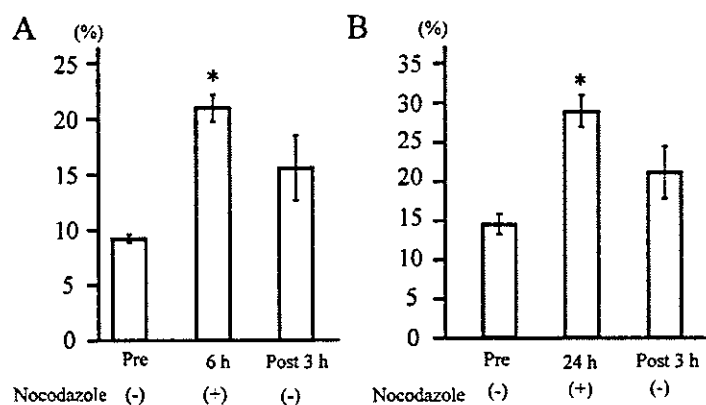 A (%)
25
20
15
10
5
0
*
Pre 6 h Post 3 h
Nocodazole (-) (+) (-)
B (%)
35
30
25
20
15
10
5
0
*
Pre 24 h Post 3 h
Nocodazole (-) (+) (-)